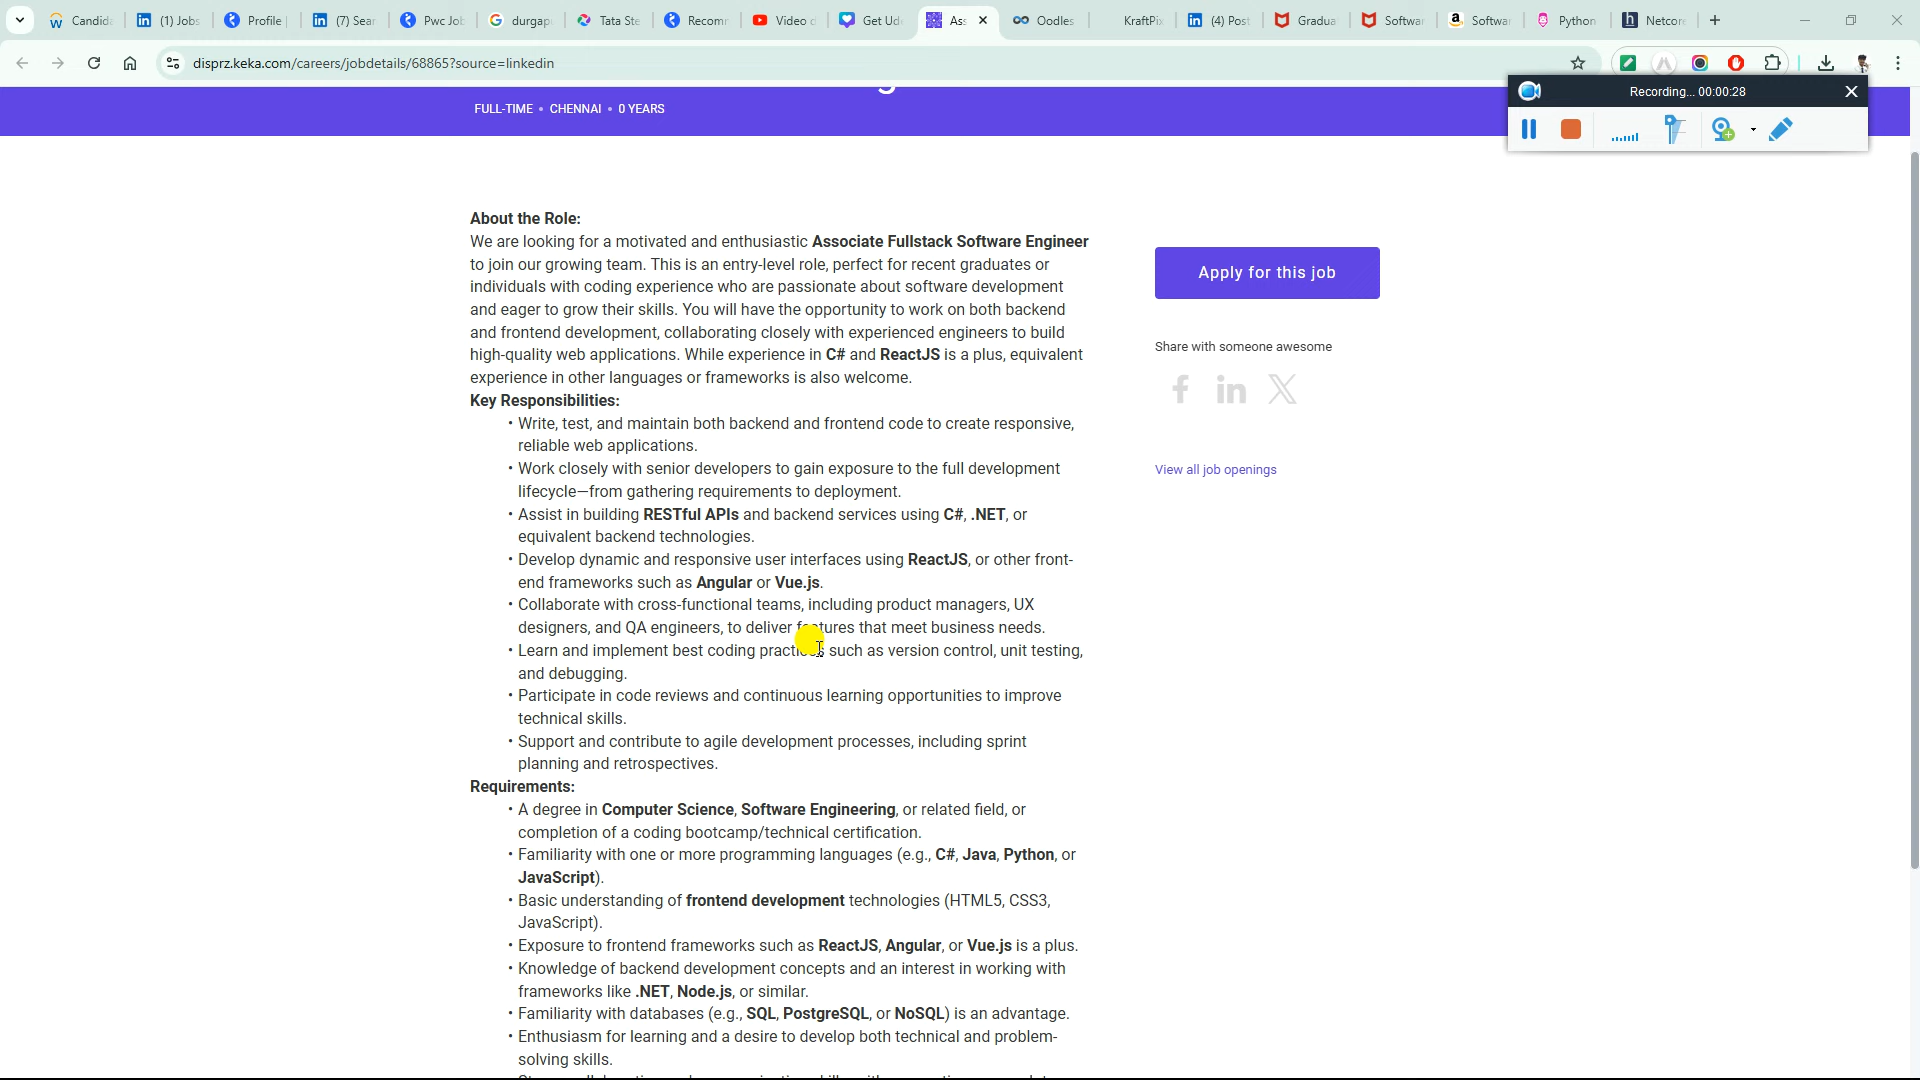 Candida
(1) Jobs
Profile |
(7) Sear
Pwc Job
durgapu
Tata Ste
Recomm
Video c
Get Ude
Ass
Oodles
KraftPix
(4) Post
Gradua
Softwar
Softwar
Python
Netcore
disprz.keka.com/careers/jobdetails/68865?source=linkedin
Recording... 00:00:28
FULL-TIME • CHENNAI • 0 YEARS
About the Role:
We are looking for a motivated and enthusiastic Associate Fullstack Software Engineer
to join our growing team. This is an entry-level role, perfect for recent graduates or
individuals with coding experience who are passionate about software development
and eager to grow their skills. You will have the opportunity to work on both backend
and frontend development, collaborating closely with experienced engineers to build
high-quality web applications. While experience in C# and ReactJS is a plus, equivalent
experience in other languages or frameworks is also welcome.
Key Responsibilities:
• Write, test, and maintain both backend and frontend code to create responsive,
reliable web applications.
• Work closely with senior developers to gain exposure to the full development
lifecycle—from gathering requirements to deployment.
• Assist in building RESTful APIs and backend services using C#, .NET, or
equivalent backend technologies.
• Develop dynamic and responsive user interfaces using ReactJS, or other front-
end frameworks such as Angular or Vue.js.
• Collaborate with cross-functional teams, including product managers, UX
designers, and QA engineers, to deliver features that meet business needs.
• Learn and implement best coding practices such as version control, unit testing,
and debugging.
• Participate in code reviews and continuous learning opportunities to improve
technical skills.
• Support and contribute to agile development processes, including sprint
planning and retrospectives.
Requirements:
• A degree in Computer Science, Software Engineering, or related field, or
completion of a coding bootcamp/technical certification.
• Familiarity with one or more programming languages (e.g., C#, Java, Python, or
JavaScript).
• Basic understanding of frontend development technologies (HTML5, CSS3,
JavaScript).
• Exposure to frontend frameworks such as ReactJS, Angular, or Vue.js is a plus.
• Knowledge of backend development concepts and an interest in working with
frameworks like .NET, Node.js, or similar.
• Familiarity with databases (e.g., SQL, PostgreSQL, or NoSQL) is an advantage.
• Enthusiasm for learning and a desire to develop both technical and problem-
solving skills.
Apply for this job
Share with someone awesome
View all job openings